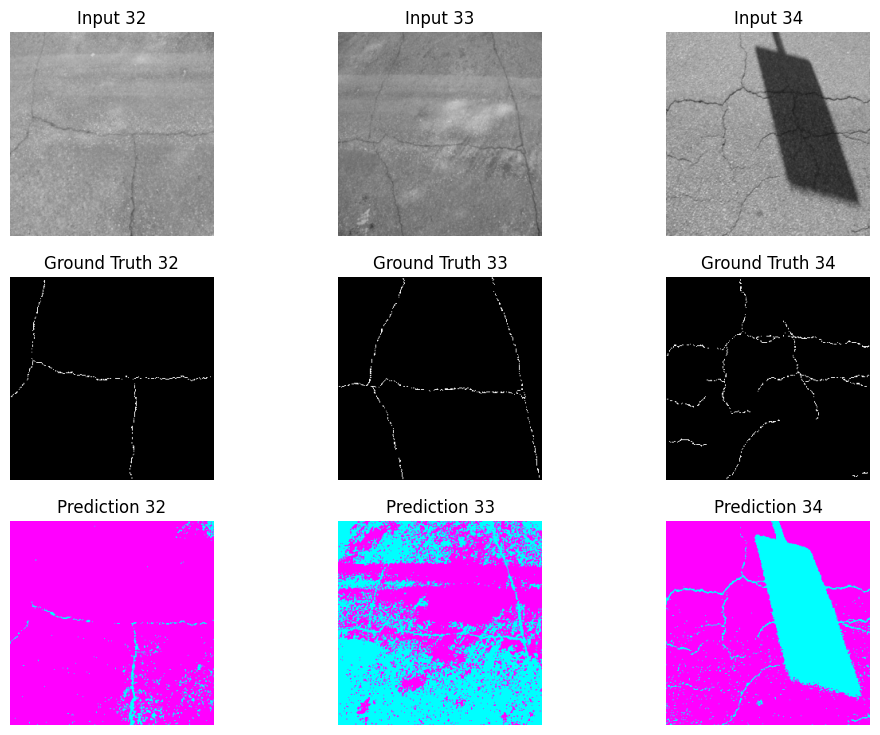 Input 32
Input 33
Input 34
Ground Truth 32
Ground Truth 33
Ground Truth 34
Prediction 32
Prediction 33
Prediction 34